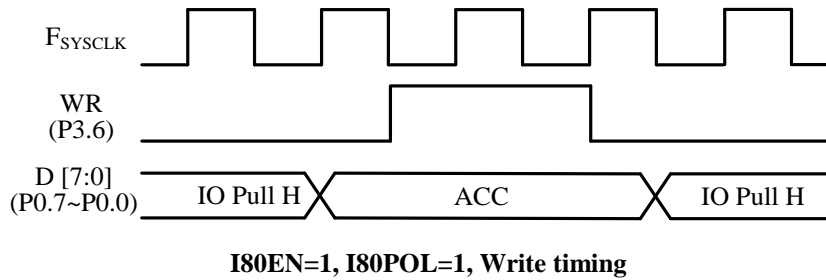 FSYSCLK
WR
(P3.6)
D [7:0]
(P0.7~P0.0)
IO Pull H ACC IO Pull H
I80EN=1, I80POL=1, Write timing